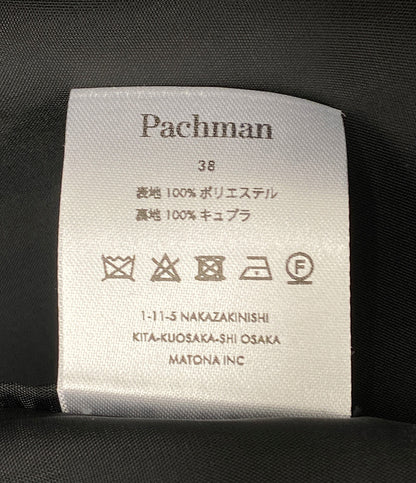 Pachman
38
表地 100% ポリエステル
裏地 100% キュプラ
F
1-11-5 NAKAZAKINISHI
KITA-KUOSAKA-SHI OSAKA
MATONA INC